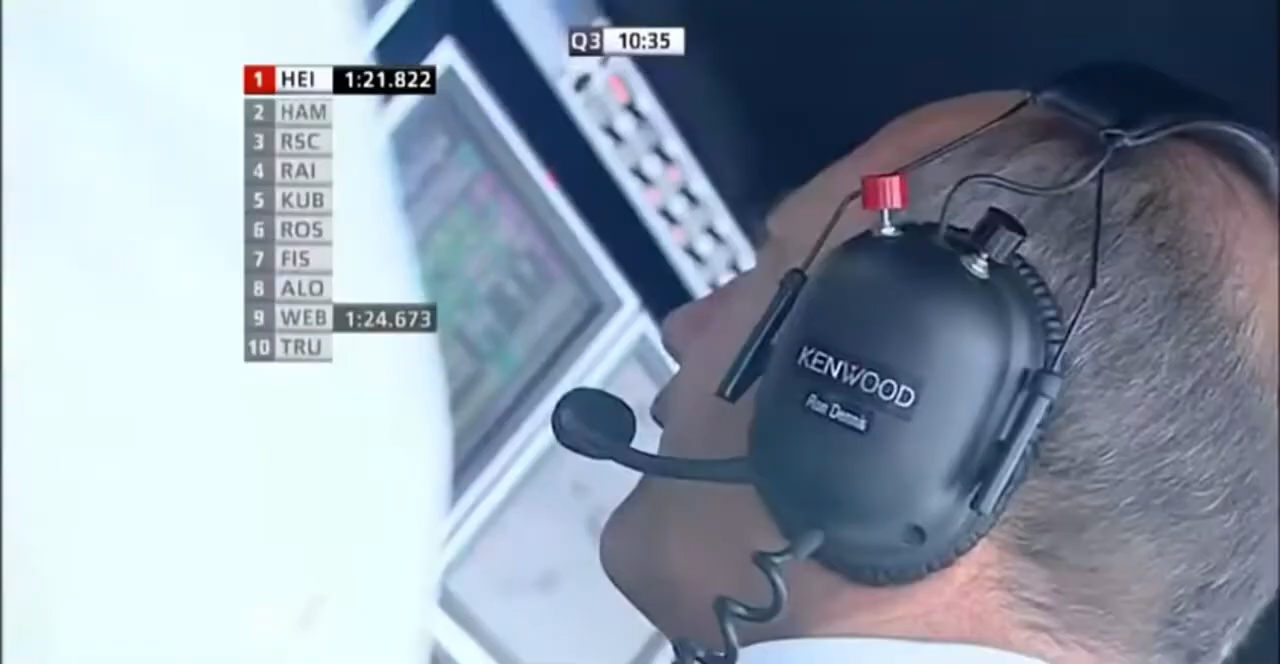 Q3 10:35
1 HEI 1:21.822
2 HAM
3 RSC
4 RAI
5 KUB
6 ROS
7 FIS
8 ALO
9 WEB 1:24.673
10 TRU
KENWOOD
Ron Dennis